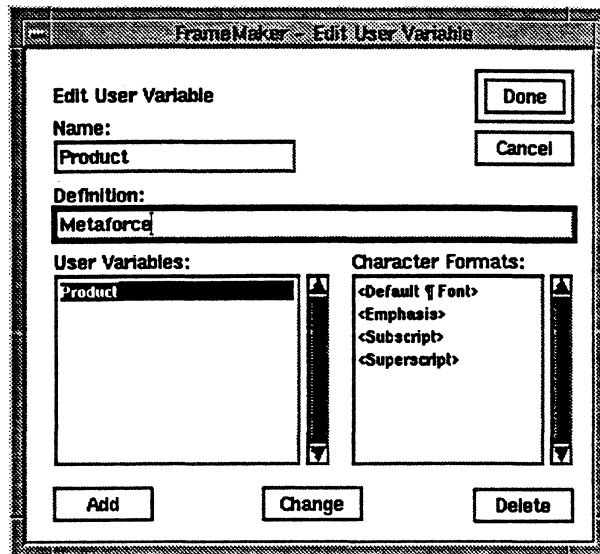 FrameMaker - Edit User Variable
Edit User Variable
Done
Name:
Product
Cancel
Definition:
Metaforce
User Variables:
Character Formats:
Product
<Default ¶ Font>
<Emphasis>
<Subscript>
<Superscript>
Add
Change
Delete